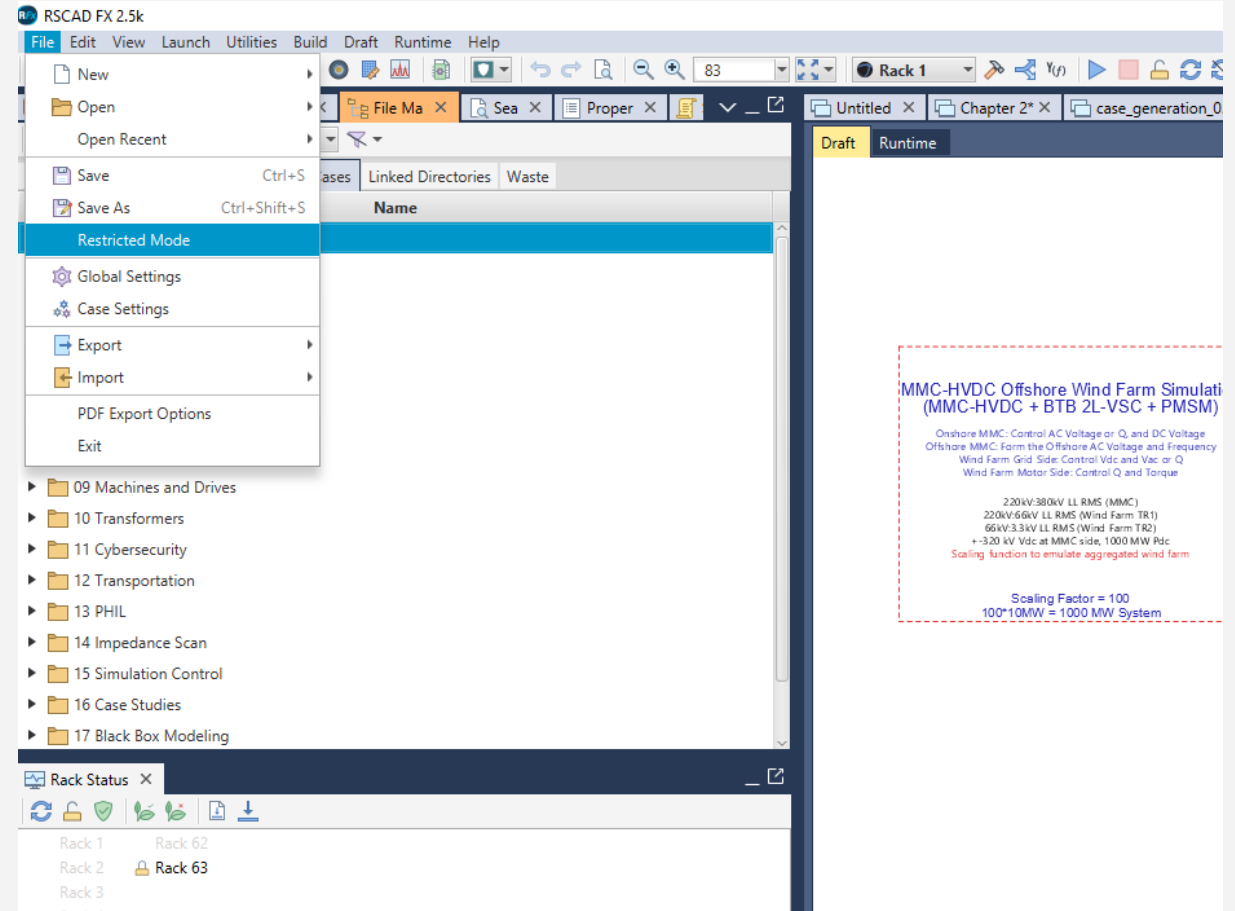 RSCAD FX 2.5k
File Edit View Launch Utilities Build Draft Runtime Help
New
83
Rack 1
Open
File Ma
Sea
Proper
Untitled
Chapter 2*
case_generation_0
Open Recent
Draft
Runtime
Save Ctrl+S
ases
Linked Directories
Waste
Save As Ctrl+Shift+S
Name
Restricted Mode
Global Settings
Case Settings
Export
Import
PDF Export Options
Exit
09 Machines and Drives
10 Transformers
11 Cybersecurity
12 Transportation
13 PHIL
14 Impedance Scan
15 Simulation Control
16 Case Studies
17 Black Box Modeling
MMC-HVDC Offshore Wind Farm Simulati
(MMC-HVDC + BTB 2L-VSC + PMSM)
Onshore MMC: Control AC Voltage or Q, and DC Voltage
Offshore MMC: Form the Offshore AC Voltage and Frequency
Wind Farm Grid Side: Control Vdc and Vac or Q
Wind Farm Motor Side: Control Q and Torque
220kV:380kV LL RMS (MMC)
220kV:66kV LL RMS (Wind Farm TR1)
66kV:3.3kV LL RMS (Wind Farm TR2)
+-320 kV Vdc at MMC side, 1000 MW Pdc
Scaling function to emulate aggregated wind farm
Scaling Factor = 100
100*10MW = 1000 MW System
Rack Status
Rack 1 Rack 62
Rack 2 Rack 63
Rack 3